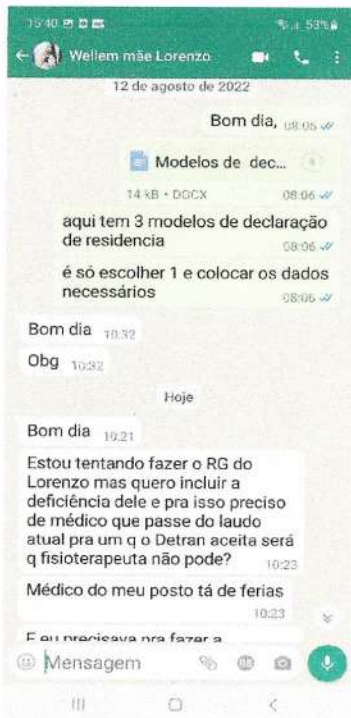 15:40
53%
Wellem mãe Lorenzo
12 de agosto de 2022
Bom dia, 08:05
Modelos de dec...
14 kB • DOCX 08:06
aqui tem 3 modelos de declaração
de residencia
08:06
é só escolher 1 e colocar os dados
necessários
08:06
Bom dia 10:32
Obg 10:32
Hoje
Bom dia 10:21
Estou tentando fazer o RG do
Lorenzo mas quero incluir a
deficiência dele e pra isso preciso
de médico que passe do laudo
atual pra um q o Detran aceita será
q fisioterapeuta não pode?
10:23
Médico do meu posto tá de ferias
10:23
E eu precisava pra fazer a
Mensagem